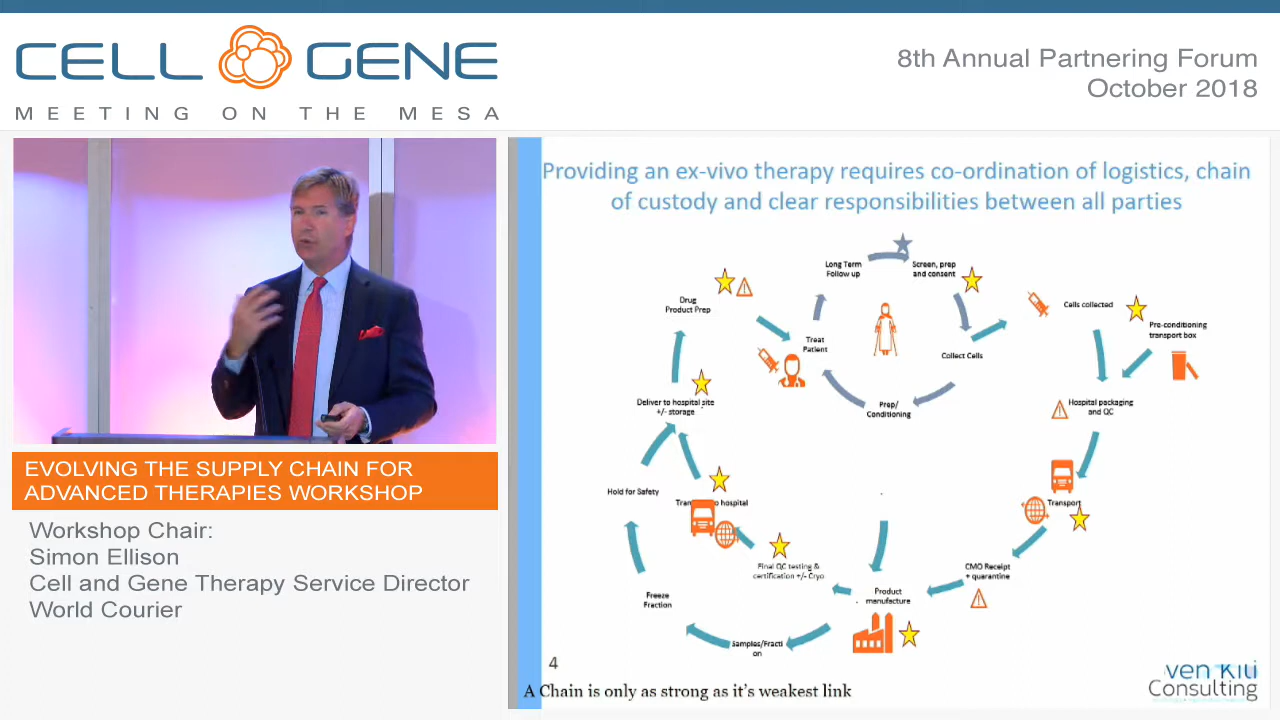 CELL GENE
MEETING ON THE MESA
8th Annual Partnering Forum
October 2018
Providing an ex-vivo therapy requires co-ordination of logistics, chain
of custody and clear responsibilities between all parties
Long Term
Follow up
Screen, prep
and consent
Drug
Product Prep
Cells collected
Pre-conditioning
transport box
Treat
Patient
Collect Cells
Deliver to hospital site
+/- storage
Prep/
Conditioning
Hospital packaging
and QC
Hold for Safety
hospital
Transport
Final QC testing &
certification +/- Cryo
CMO Receipt
+ quarantine
Freeze
Fraction
Product
manufacture
Samples/Fracti
on
4
A Chain is only as strong as it's weakest link
ven Kili
Consulting
EVOLVING THE SUPPLY CHAIN FOR
ADVANCED THERAPIES WORKSHOP
Workshop Chair:
Simon Ellison
Cell and Gene Therapy Service Director
World Courier